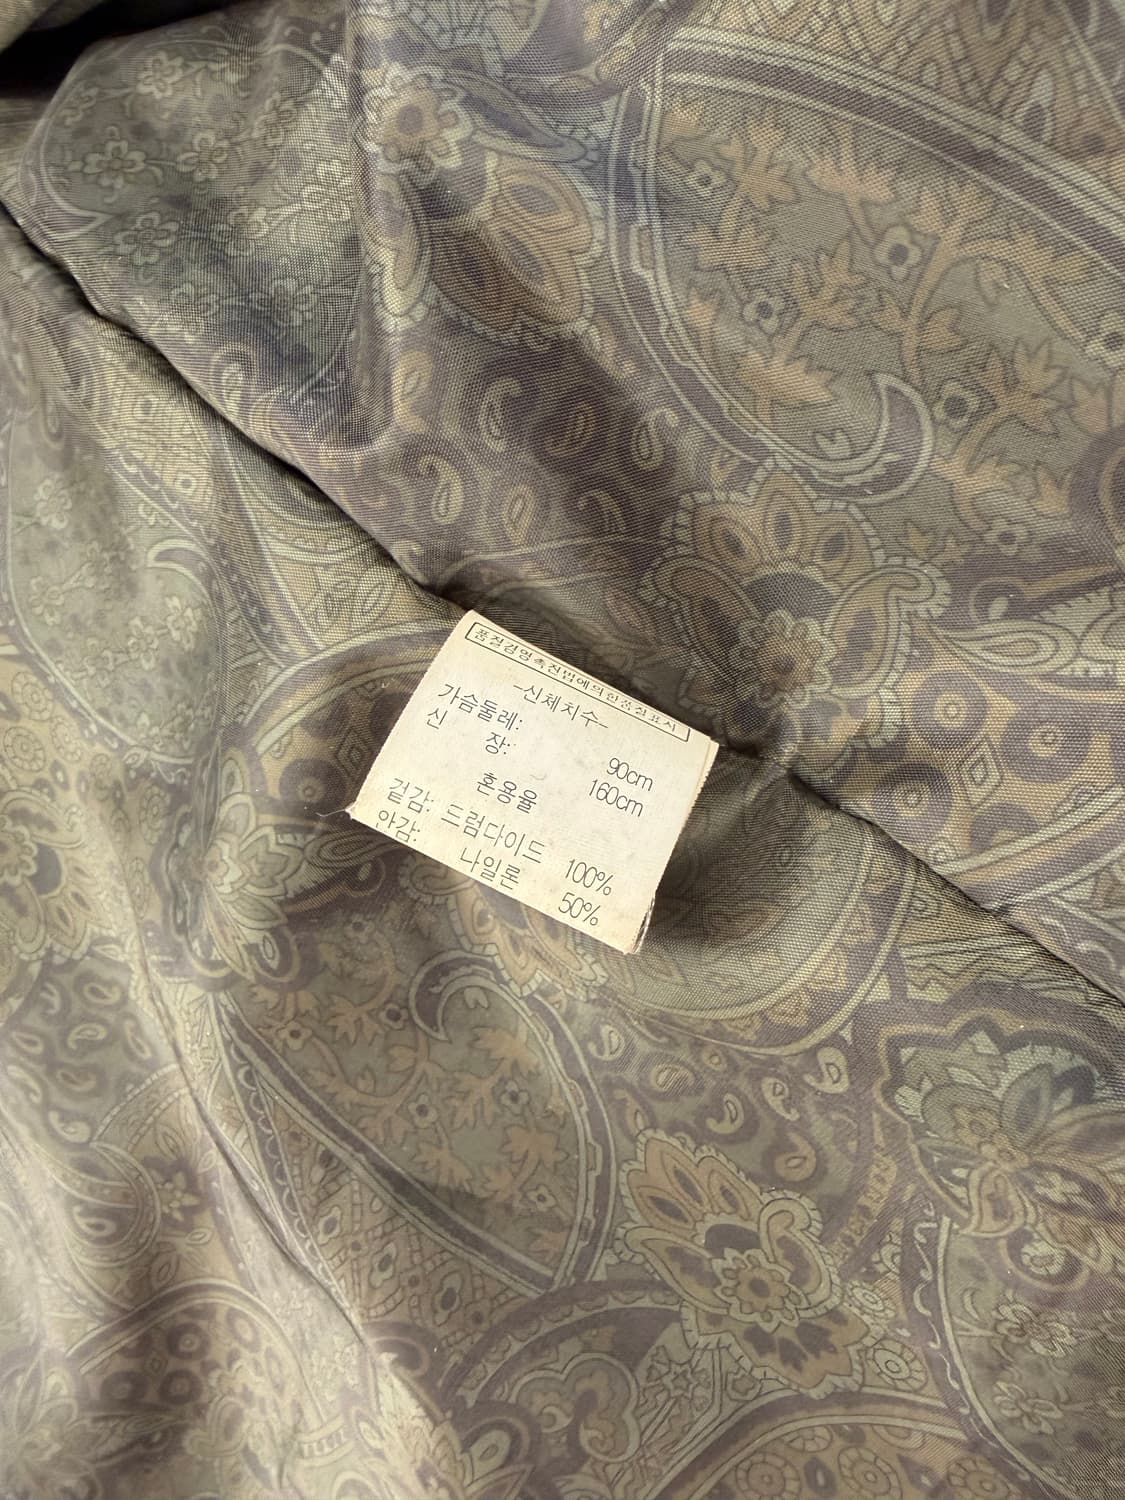 품질경영촉진법에의한품질표시
-신체치수-
가슴둘레: 90cm
신 장: 160cm
혼용율
겉감: 드럼다이드 100%
안감: 나일론 50%